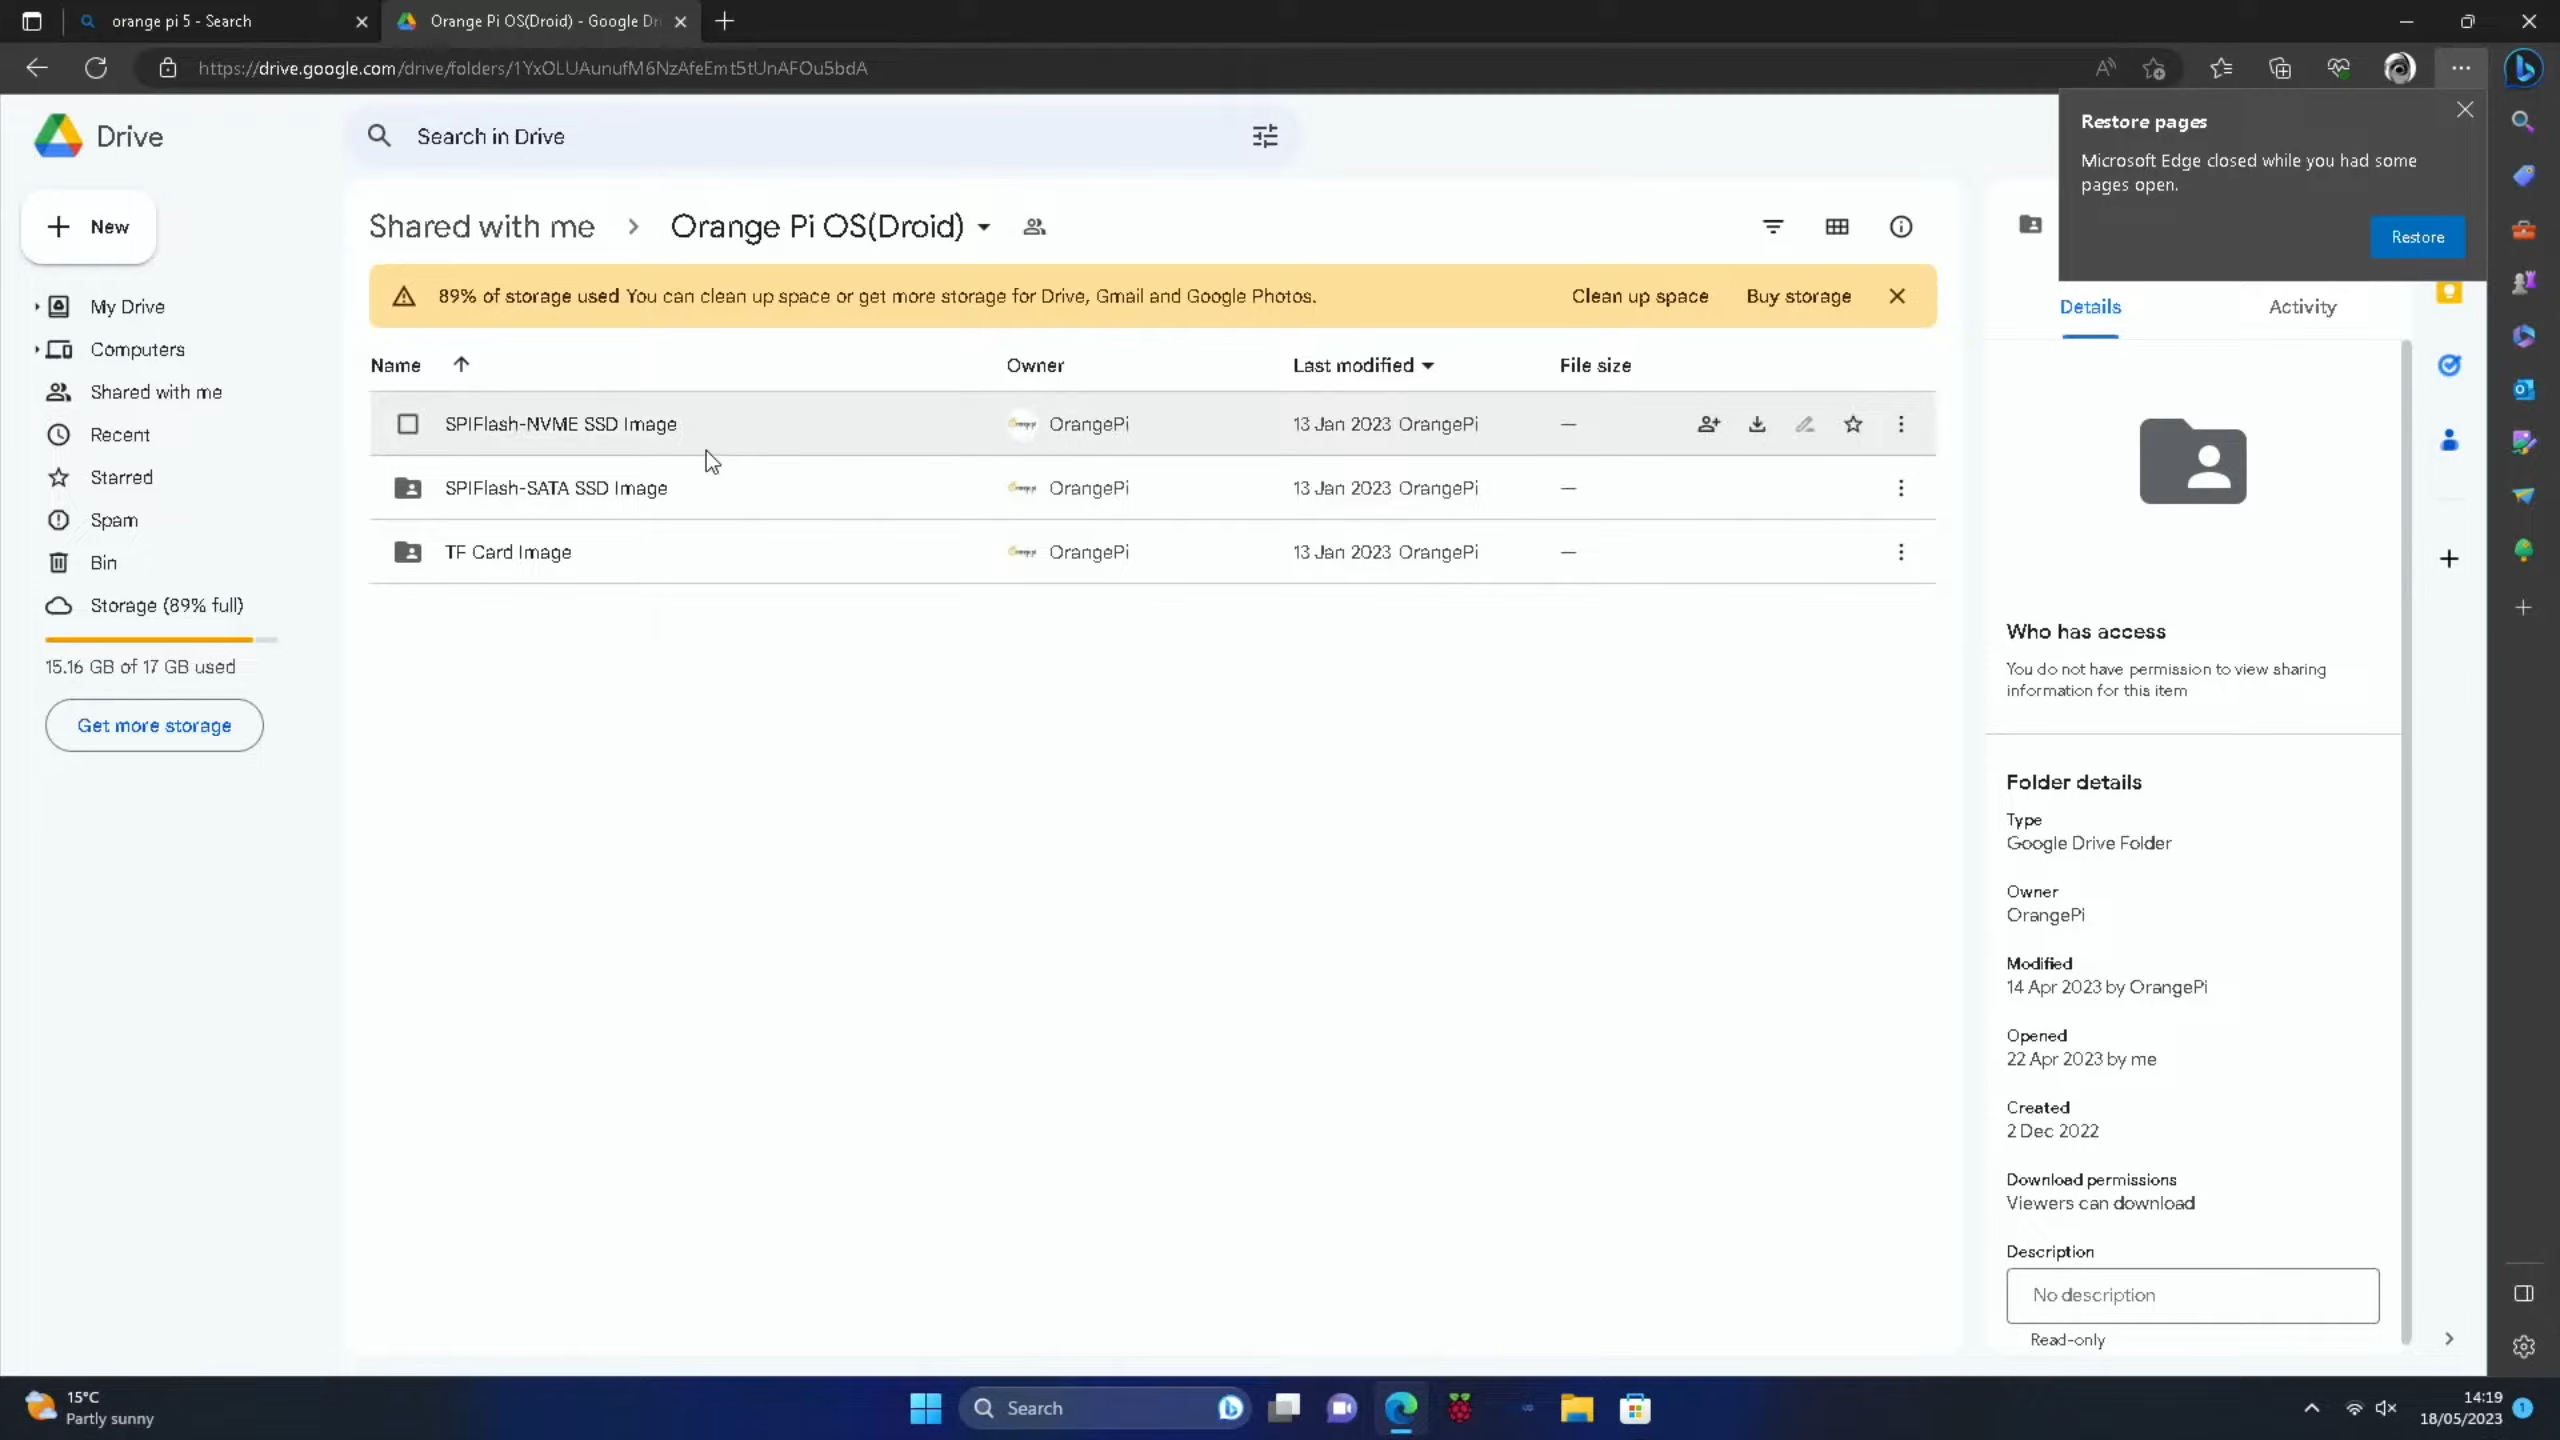 orange pi 5 - Search
Orange Pi OS(Droid) - Google Dri
https://drive.google.com/drive/folders/1YxOLUAunufM6NzAfeEmt5tUnAFOu5bdA
Drive
Search in Drive
Restore pages
Microsoft Edge closed while you had some
pages open.
Restore
New
Shared with me
Orange Pi OS(Droid)
89% of storage used You can clean up space or get more storage for Drive, Gmail and Google Photos.
Clean up space
Buy storage
My Drive
Computers
Shared with me
Recent
Starred
Spam
Bin
Storage (89% full)
15.16 GB of 17 GB used
Get more storage
Name
Owner
Last modified
File size
SPIFlash-NVME SSD Image
OrangePi
13 Jan 2023 OrangePi
—
SPIFlash-SATA SSD Image
OrangePi
13 Jan 2023 OrangePi
—
TF Card Image
OrangePi
13 Jan 2023 OrangePi
—
Details
Activity
Who has access
You do not have permission to view sharing
information for this item
Folder details
Type
Google Drive Folder
Owner
OrangePi
Modified
14 Apr 2023 by OrangePi
Opened
22 Apr 2023 by me
Created
2 Dec 2022
Download permissions
Viewers can download
Description
No description
Read-only
15°C
Partly sunny
Search
14:19
18/05/2023
1